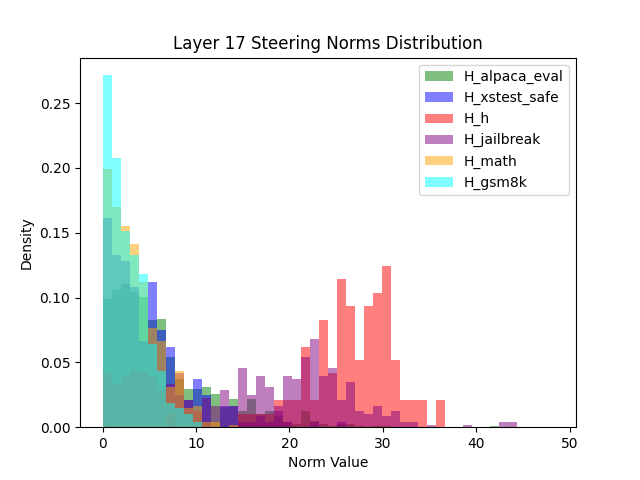 Layer 17 Steering Norms Distribution
H_alpaca_eval
H_xstest_safe
H_h
H_jailbreak
H_math
H_gsm8k
Density
0.25
0.20
0.15
0.10
0.05
0.00
0 10 20 30 40 50
Norm Value